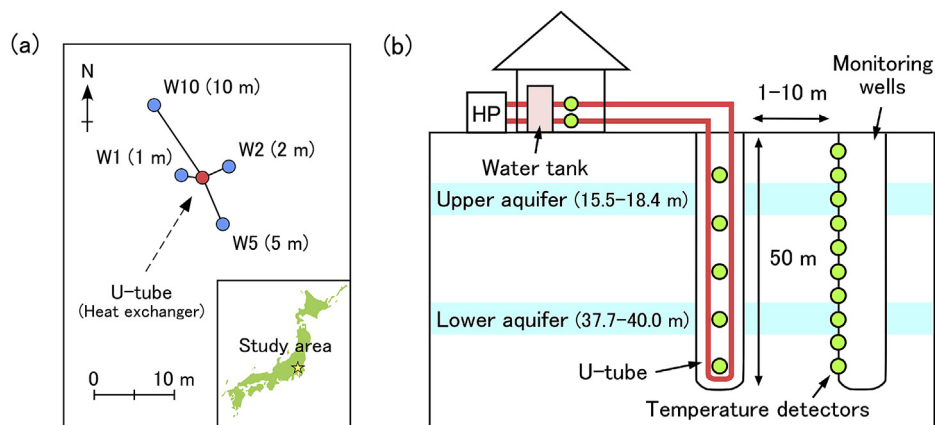 (a)
N
W10 (10 m)
W1 (1 m)
W2 (2 m)
W5 (5 m)
U-tube
(Heat exchanger)
Study area
0 10 m
(b)
Monitoring
wells
HP
1-10 m
Water tank
Upper aquifer (15.5-18.4 m)
50 m
Lower aquifer (37.7-40.0 m)
U-tube
Temperature detectors